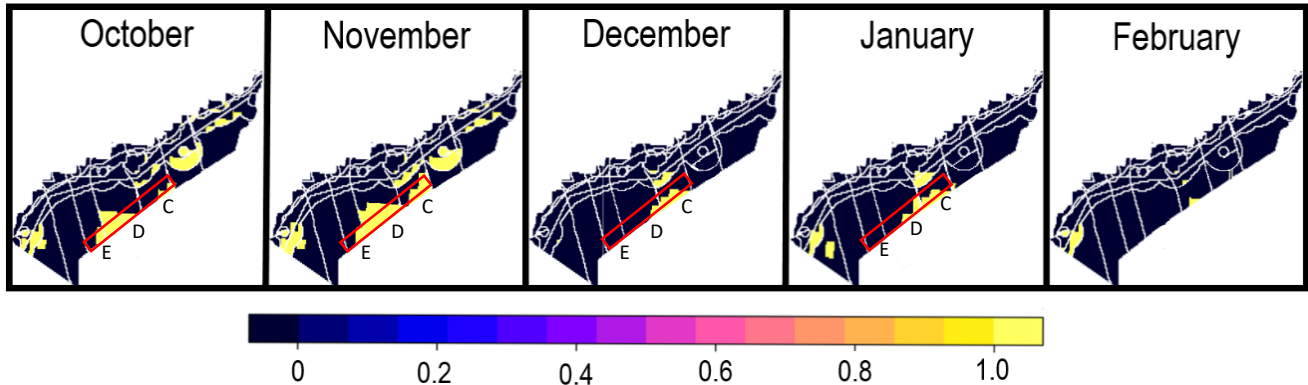 October November December January February
C C C C
D D D D
E E E E
0 0.2 0.4 0.6 0.8 1.0